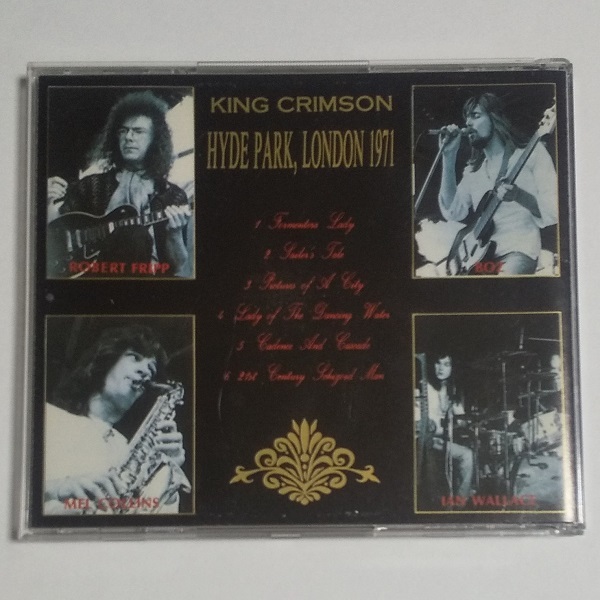 KING CRIMSON
HYDE PARK, LONDON 1971
1 Formentera Lady
2 Sailor's Tale
3 Pictures of A City
4 Lady of The Dancing Water
5 Cadence And Cascade
6 21st Century Schizoid Man
ROBERT FRIPP
BOZ
MEL COLLINS
IAN WALLACE